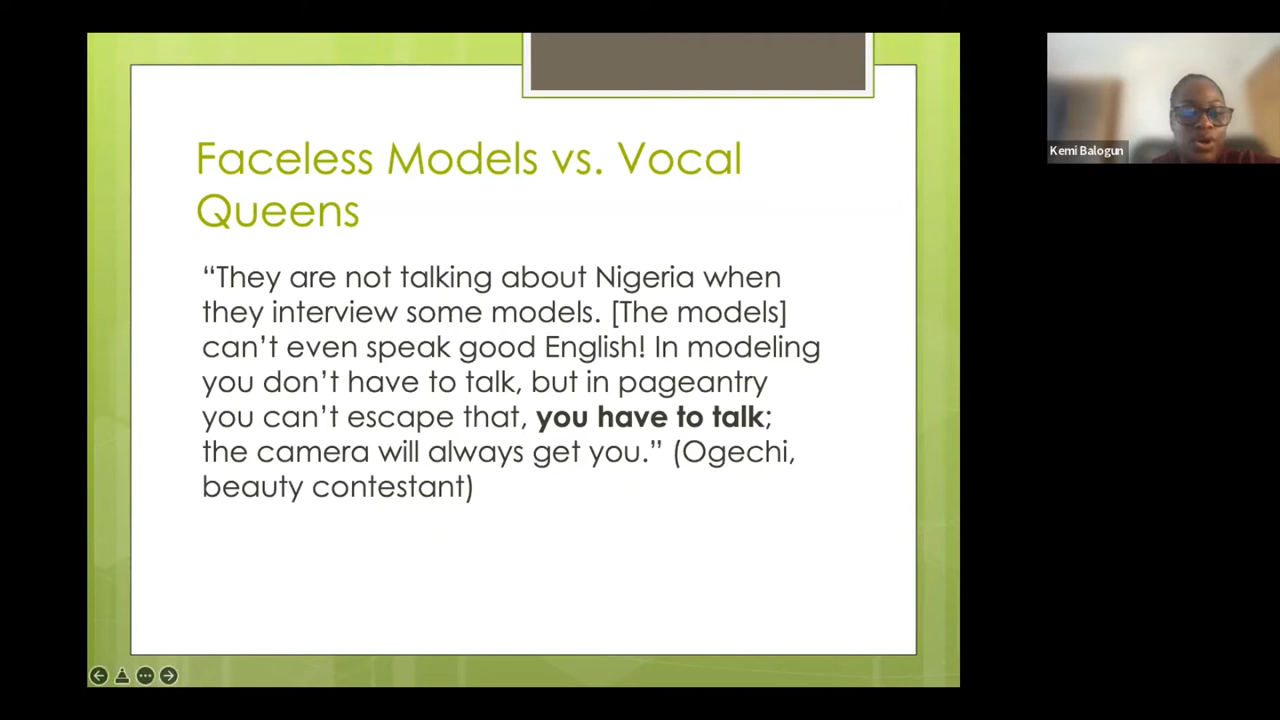 Faceless Models vs. Vocal
Queens
“They are not talking about Nigeria when
they interview some models. [The models]
can’t even speak good English! In modeling
you don’t have to talk, but in pageantry
you can’t escape that, you have to talk;
the camera will always get you.” (Ogechi,
beauty contestant)
Kemi Balogun